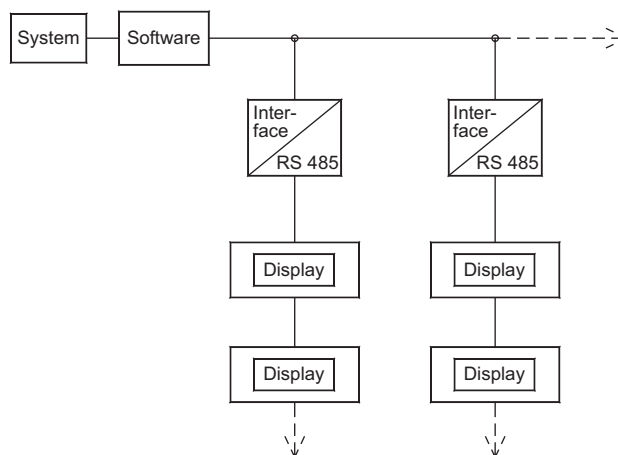 System
Software
Inter-
face
RS 485
Inter-
face
RS 485
Display
Display
Display
Display